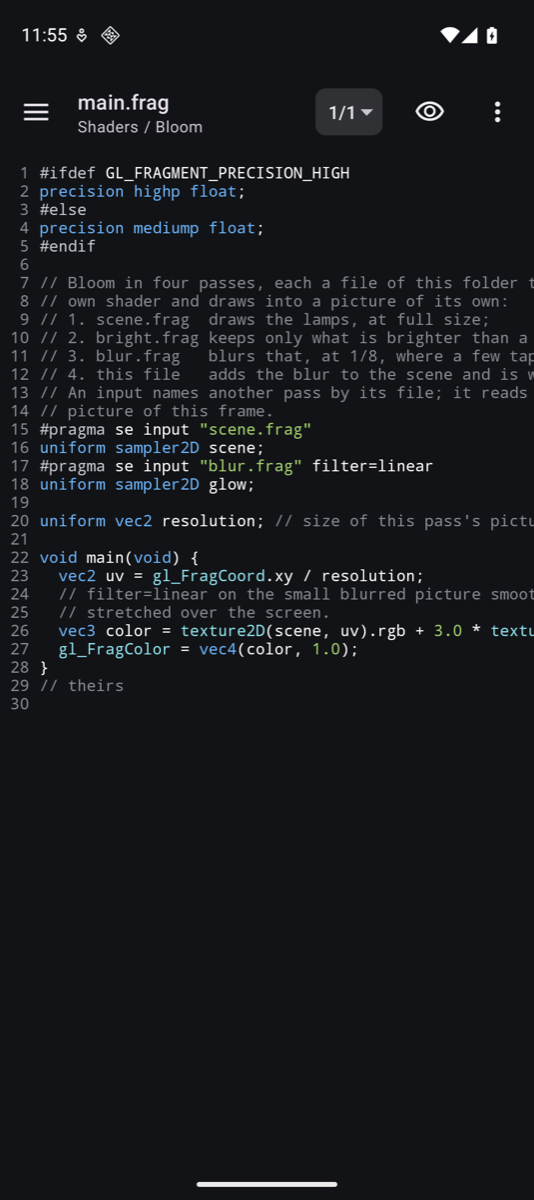 11:55
main.frag
Shaders / Bloom
1/1
1 #ifdef GL_FRAGMENT_PRECISION_HIGH
2 precision highp float;
3 #else
4 precision mediump float;
5 #endif
6
7 // Bloom in four passes, each a file of this folder t
8 // own shader and draws into a picture of its own:
9 // 1. scene.frag  draws the lamps, at full size;
10 // 2. bright.frag keeps only what is brighter than a
11 // 3. blur.frag   blurs that, at 1/8, where a few tap
12 // 4. this file   adds the blur to the scene and is w
13 // An input names another pass by its file; it reads
14 // picture of this frame.
15 #pragma se input "scene.frag"
16 uniform sampler2D scene;
17 #pragma se input "blur.frag" filter=linear
18 uniform sampler2D glow;
19
20 uniform vec2 resolution; // size of this pass's pictu
21
22 void main(void) {
23   vec2 uv = gl_FragCoord.xy / resolution;
24   // filter=linear on the small blurred picture smoot
25   // stretched over the screen.
26   vec3 color = texture2D(scene, uv).rgb + 3.0 * textu
27   gl_FragColor = vec4(color, 1.0);
28 }
29 // theirs
30